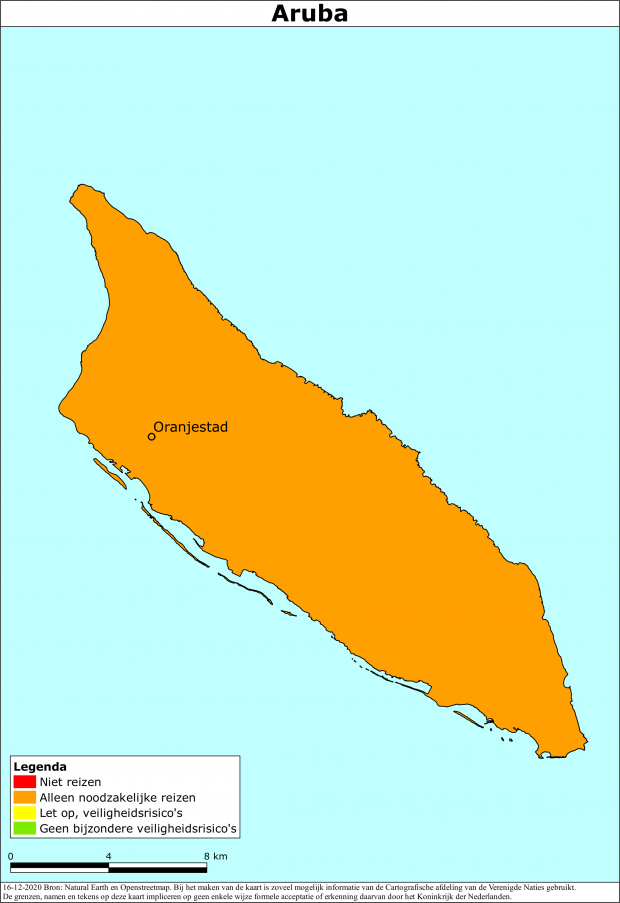 Aruba
Oranjestad
Legenda
Niet reizen
Alleen noodzakelijke reizen
Let op, veiligheidsrisico's
Geen bijzondere veiligheidsrisico's
0 4 8 km
16-12-2020 Bron: Natural Earth en Openstreetmap. Bij het maken van de kaart is zoveel mogelijk informatie van de Cartografische afdeling van de Verenigde Naties gebruikt.
De grenzen, namen en tekens op deze kaart impliceren op geen enkele wijze formele acceptatie of erkenning daarvan door het Koninkrijk der Nederlanden.